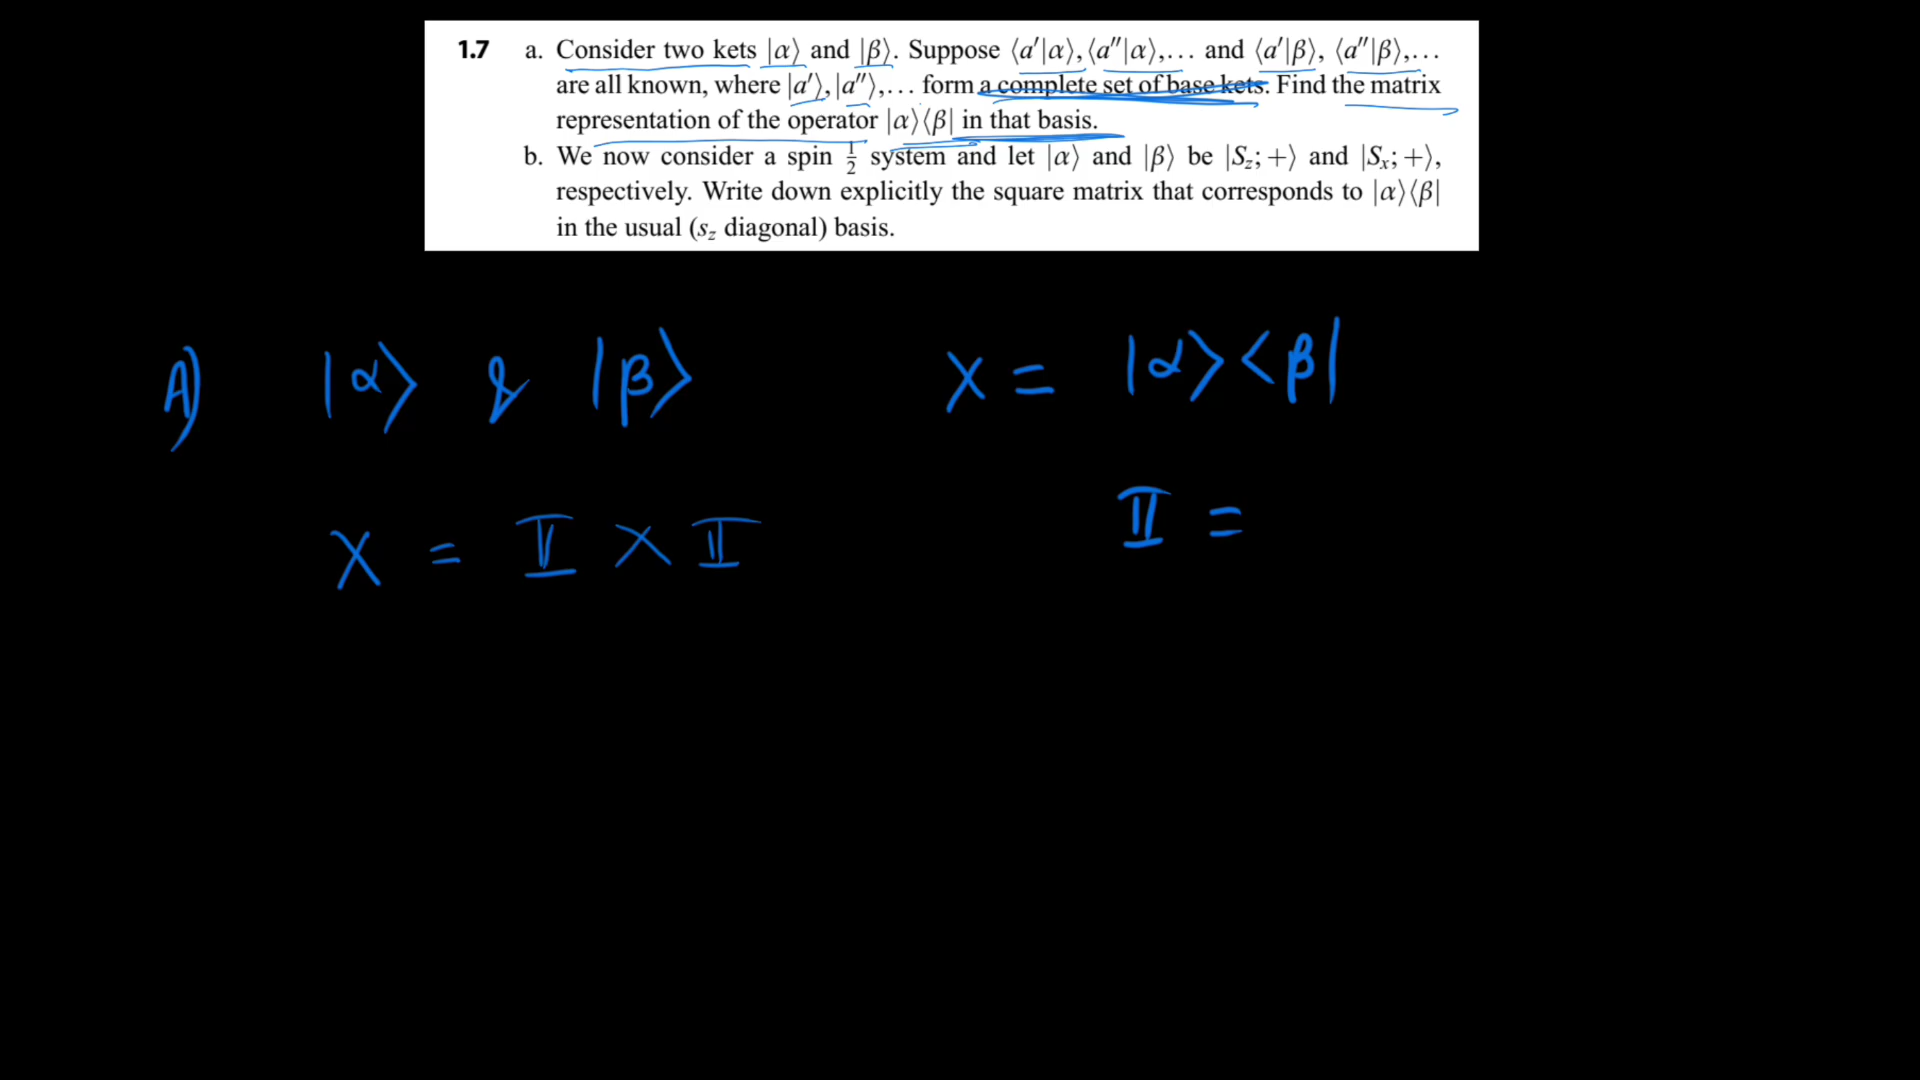 1.7 a. Consider two kets |α⟩ and |β⟩. Suppose ⟨a′|α⟩, ⟨a″|α⟩,... and ⟨a′|β⟩, ⟨a″|β⟩,...
are all known, where |a′⟩, |a″⟩,... form a complete set of base kets. Find the matrix
representation of the operator |α⟩⟨β| in that basis.
b. We now consider a spin 1/2 system and let |α⟩ and |β⟩ be |S_z; +⟩ and |S_x; +⟩,
respectively. Write down explicitly the square matrix that corresponds to |α⟩⟨β|
in the usual (s_z diagonal) basis.
A) |α⟩ & |β⟩ X = |α⟩⟨β|
X = 𝕀 X 𝕀 𝕀 =